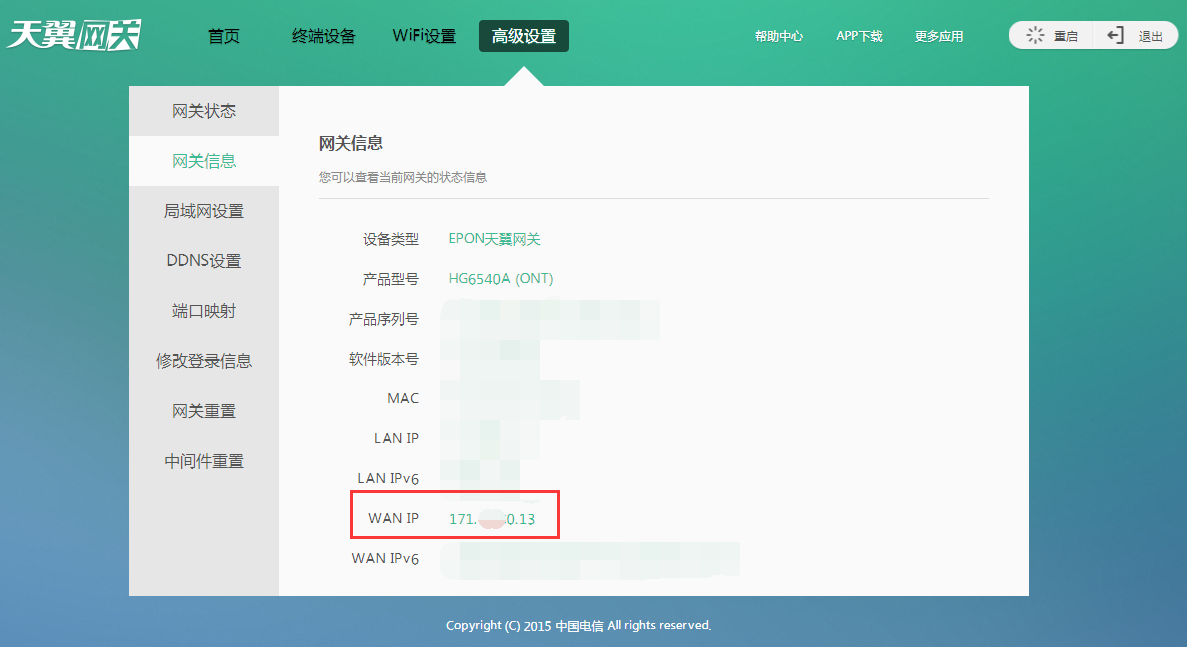 天翼网关 首页 终端设备 WiFi设置 高级设置 帮助中心 APP下载 更多应用 重启 退出
网关状态
网关信息
局域网设置
DDNS设置
端口映射
修改登录信息
网关重置
中间件重置
网关信息
您可以查看当前网关的状态信息
设备类型 EPON天翼网关
产品型号 HG6540A (ONT)
产品序列号
软件版本号
MAC
LAN IP
LAN IPv6
WAN IP 171. 0.13
WAN IPv6
Copyright (C) 2015 中国电信 All rights reserved.